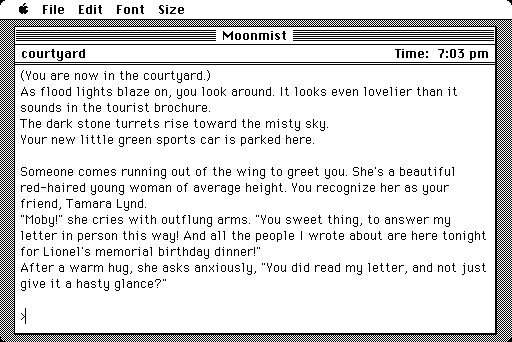 File Edit Font Size
Moonmist
courtyard Time: 7:03 pm
(You are now in the courtyard.)
As flood lights blaze on, you look around. It looks even lovelier than it
sounds in the tourist brochure.
The dark stone turrets rise toward the misty sky.
Your new little green sports car is parked here.
Someone comes running out of the wing to greet you. She's a beautiful
red-haired young woman of average height. You recognize her as your
friend, Tamara Lynd.
"Moby!" she cries with outflung arms. "You sweet thing, to answer my
letter in person this way! And all the people I wrote about are here tonight
for Lionel's memorial birthday dinner!"
After a warm hug, she asks anxiously, "You did read my letter, and not just
give it a hasty glance?"
>